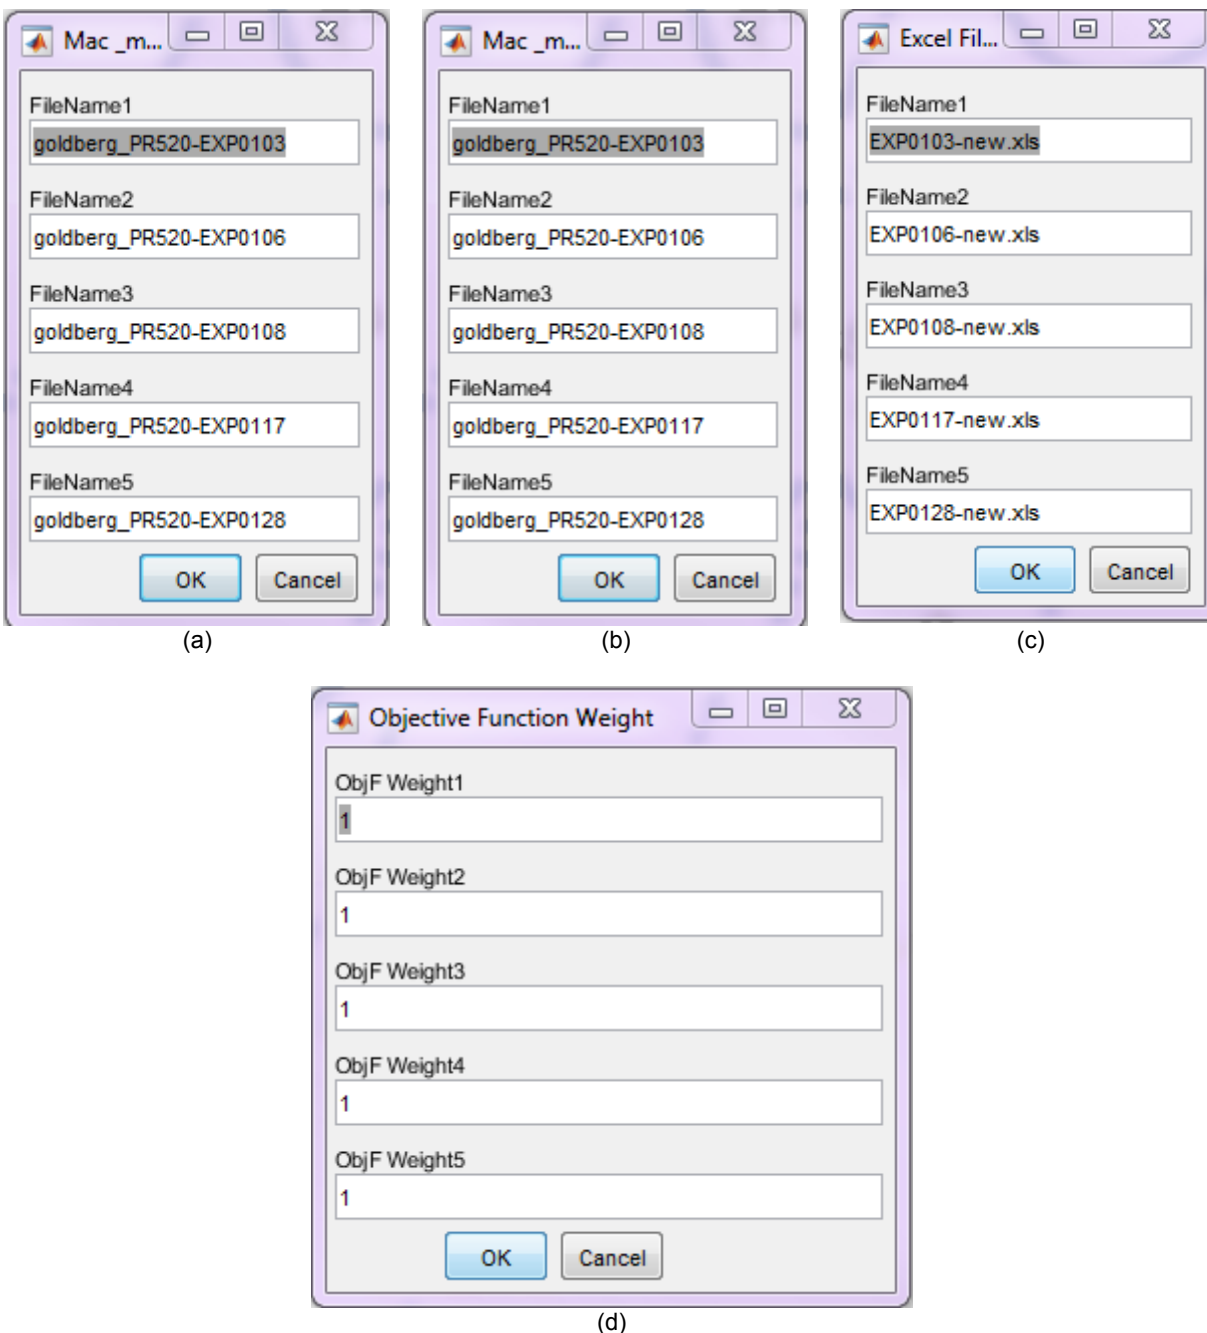 Mac _m...
FileName1
goldberg_PR520-EXP0103
FileName2
goldberg_PR520-EXP0106
FileName3
goldberg_PR520-EXP0108
FileName4
goldberg_PR520-EXP0117
FileName5
goldberg_PR520-EXP0128
OK Cancel
(a)
Mac _m...
FileName1
goldberg_PR520-EXP0103
FileName2
goldberg_PR520-EXP0106
FileName3
goldberg_PR520-EXP0108
FileName4
goldberg_PR520-EXP0117
FileName5
goldberg_PR520-EXP0128
OK Cancel
(b)
Excel Fil...
FileName1
EXP0103-new.xls
FileName2
EXP0106-new.xls
FileName3
EXP0108-new.xls
FileName4
EXP0117-new.xls
FileName5
EXP0128-new.xls
OK Cancel
(c)
Objective Function Weight
ObjF Weight1
1
ObjF Weight2
1
ObjF Weight3
1
ObjF Weight4
1
ObjF Weight5
1
OK Cancel
(d)